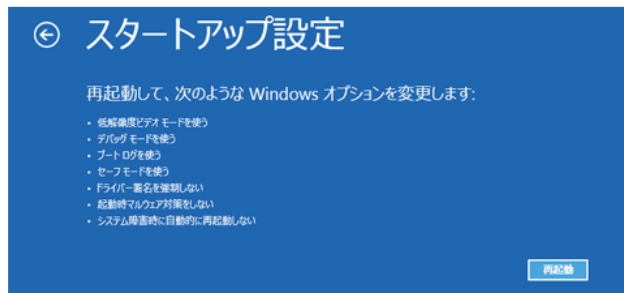 スタートアップ設定
再起動して、次のような Windows オプションを変更します:
• 低解像度ビデオ モードを使う
• デバッグ モードを使う
• ブート ログを使う
• セーフ モードを使う
• ドライバー署名を強制しない
• 起動時マルウェア対策をしない
• システム障害時に自動的に再起動しない
再起動